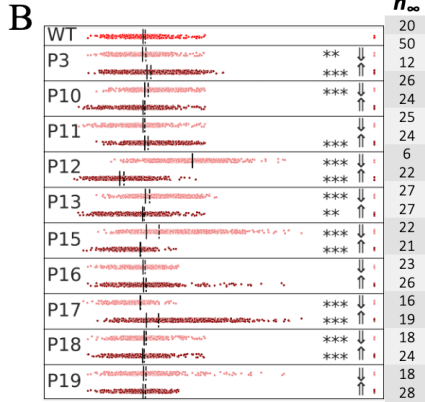 B
n∞
WT 20
P3 ** ⇓ 50
*** ⇑ 12
P10 *** ⇓ 26
⇑ 24
P11 ⇓ 25
*** ⇑ 24
P12 *** ⇓ 6
*** ⇑ 22
P13 *** ⇓ 27
** ⇑ 27
P15 *** ⇓ 22
*** ⇑ 21
P16 ⇓ 23
⇑ 26
P17 *** ⇓ 16
*** ⇑ 19
P18 *** ⇓ 18
*** ⇑ 24
P19 ⇓ 18
⇑ 28